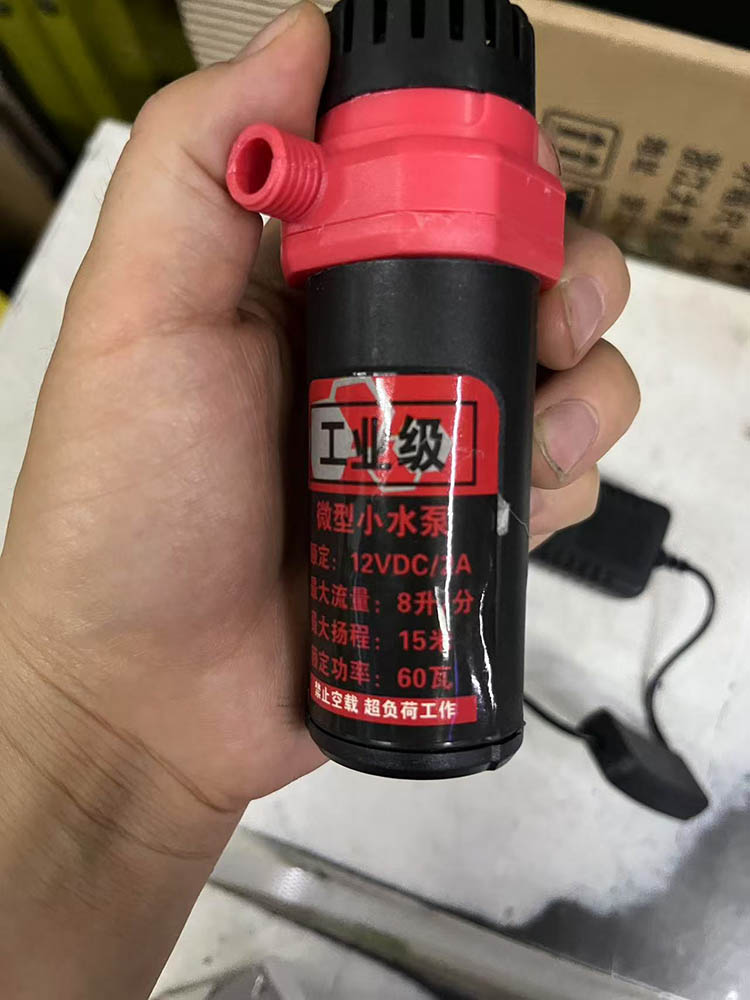 工业级
微型小水泵
额定：12VDC/2A
最大流量：8升/分
最大扬程：15米
额定功率：60瓦
禁止空载 超负荷工作